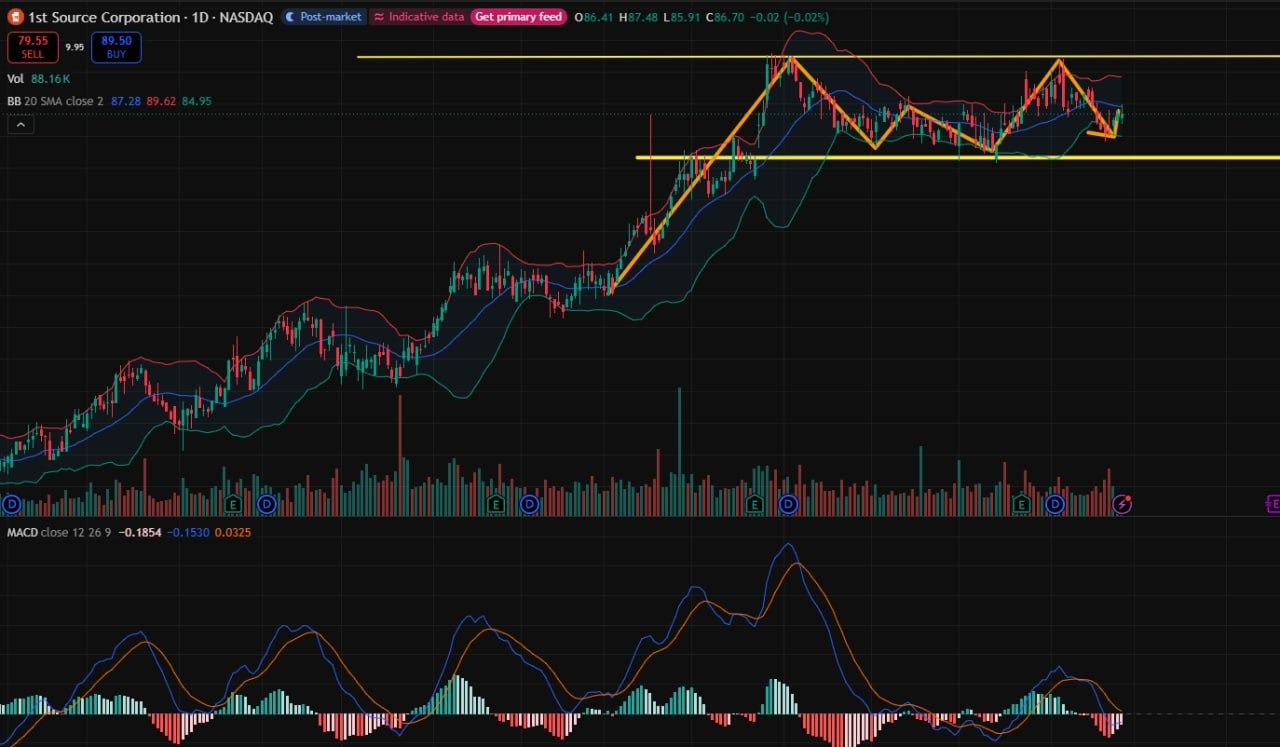 1st Source Corporation · 1D · NASDAQ Post-market Indicative data Get primary feed O86.41 H87.48 L85.91 C86.70 −0.02 (−0.02%)
79.55 SELL 9.95 89.50 BUY
Vol 88.16K
BB 20 SMA close 2 87.28 89.62 84.95
D E D E D E D E D E
MACD close 12 26 9 −0.1854 −0.1530 0.0325